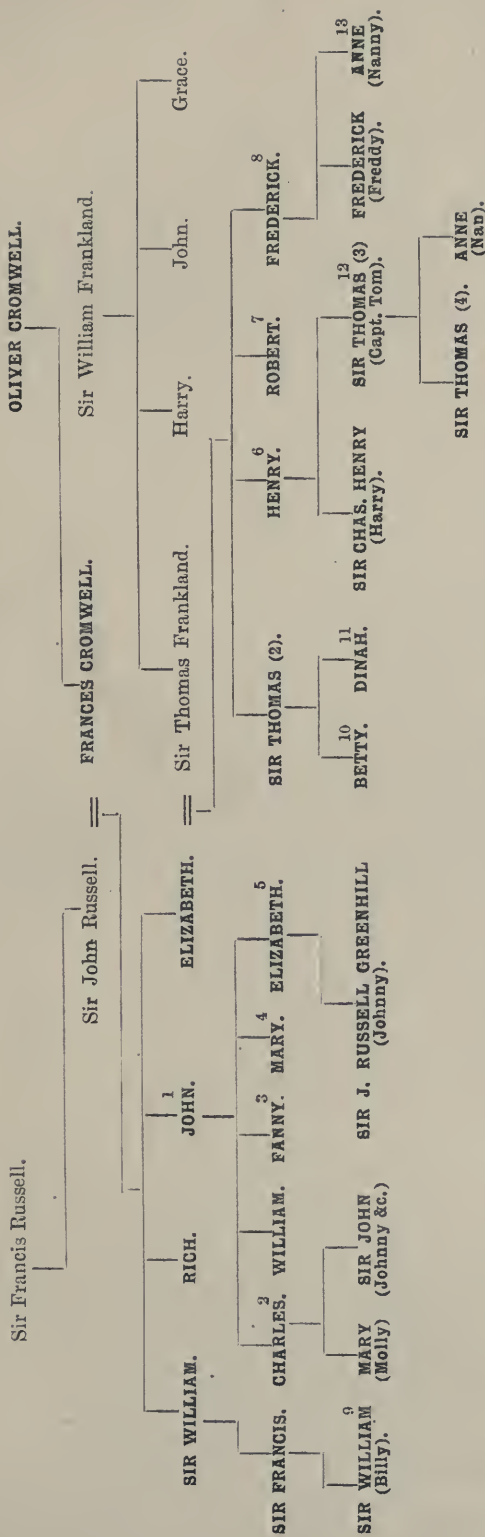 OLIVER CROMWELL.
Sir Francis Russell.
FRANCES CROMWELL.
Sir William Frankland.
Sir John Russell.
Sir Thomas Frankland. Harry. John. Grace.
SIR WILLIAM. RICH. 1 JOHN. ELIZABETH.
SIR THOMAS (2). 6 HENRY. 7 ROBERT. 8 FREDERICK.
SIR FRANCIS. 2 CHARLES. WILLIAM. 3 FANNY. 4 MARY. 5 ELIZABETH.
10 BETTY. 11 DINAH. SIR CHAS. HENRY 12 SIR THOMAS (3) FREDERICK 13 ANNE
(Harry). (Capt. Tom). (Freddy). (Nanny).
9
SIR WILLIAM MARY SIR JOHN SIR J. RUSSELL GREENHILL
(Billy). (Molly) (Johnny &c.) (Johnny).
SIR THOMAS (4). ANNE
(Nan).